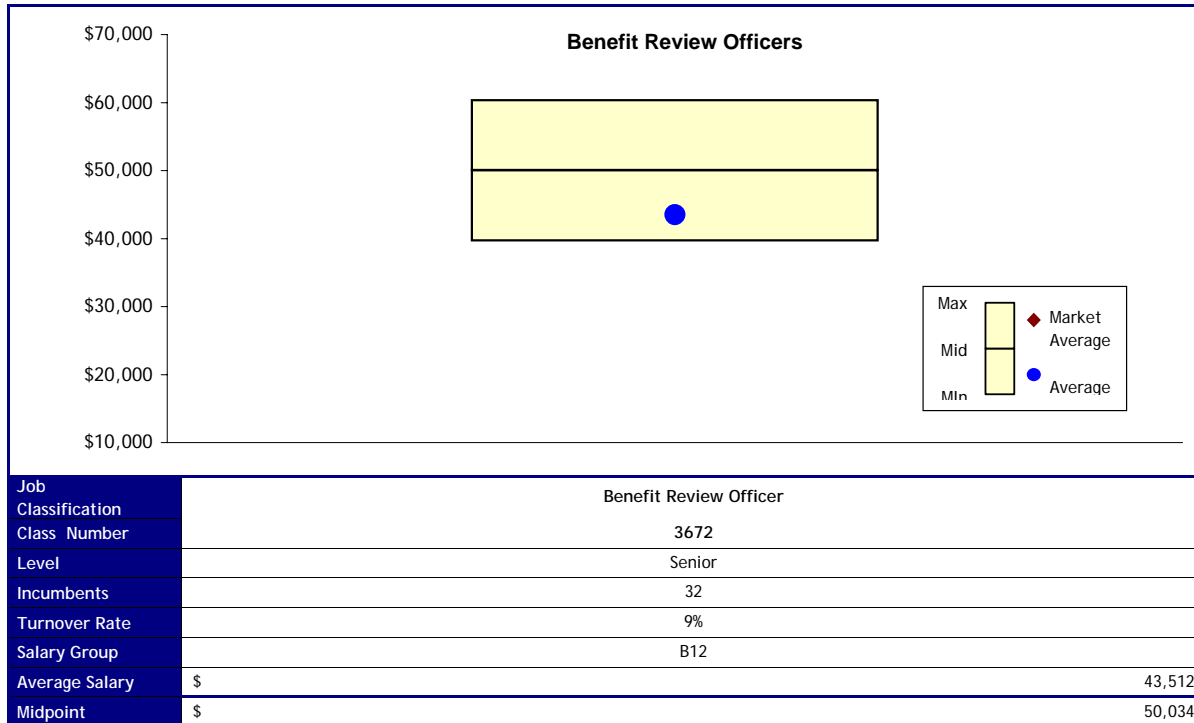 Benefit Review Officers
$70,000
$60,000
$50,000
$40,000
$30,000
$20,000
$10,000
Max
Mid
MIn
Market
Average
Average
Job
Classification
Benefit Review Officer
Class Number 3672
Level Senior
Incumbents 32
Turnover Rate 9%
Salary Group B12
Average Salary $ 43,512
Midpoint $ 50,034